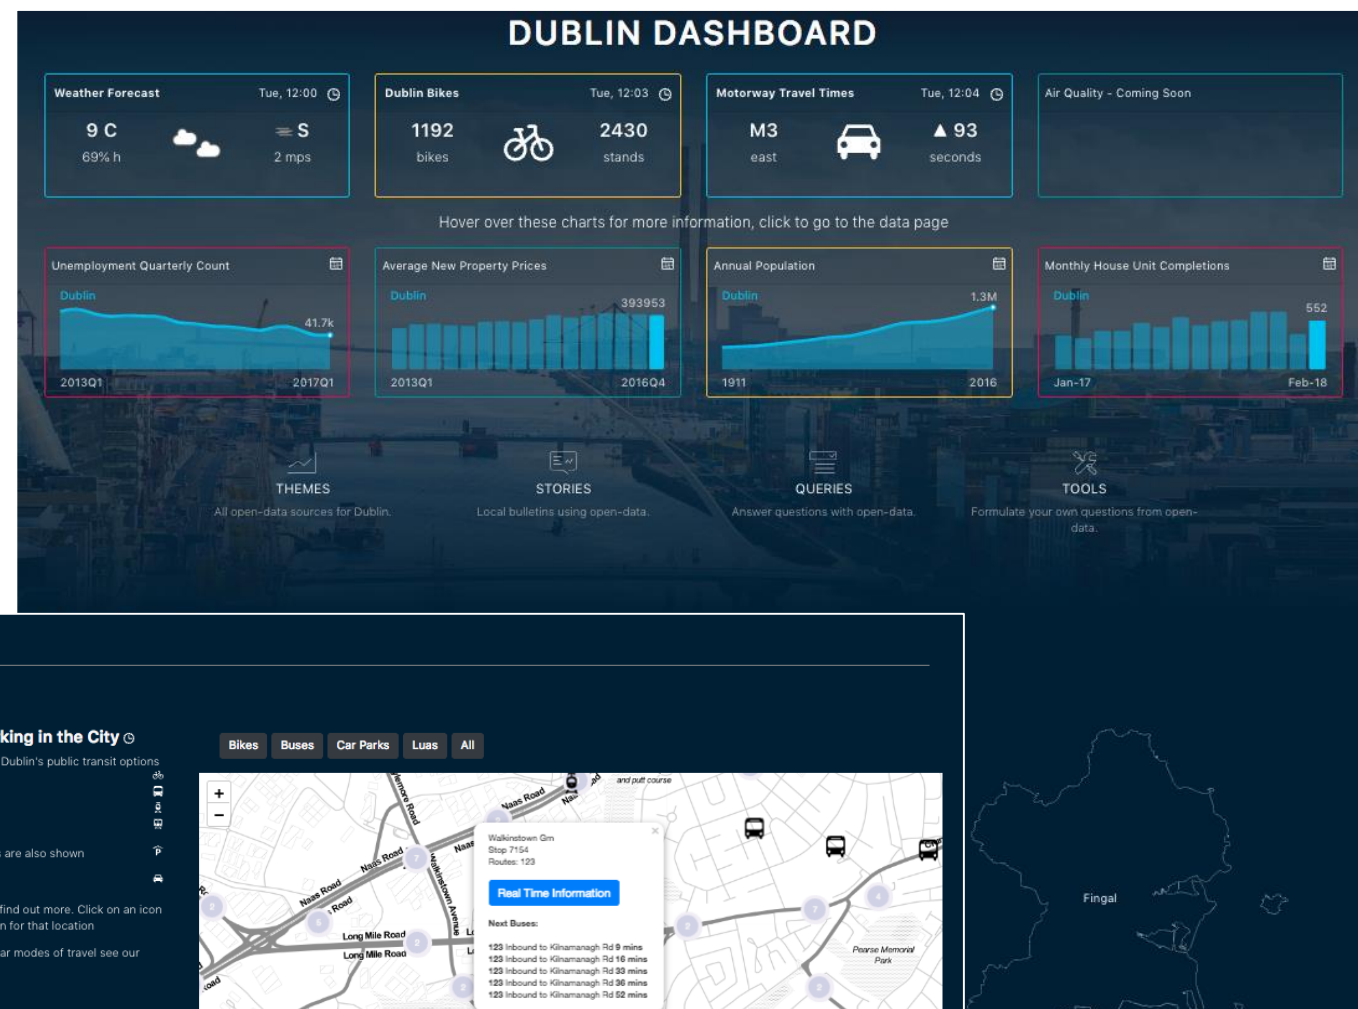 DUBLIN DASHBOARD
Weather Forecast Tue, 12:00
9 C S
69% h 2 mps
Dublin Bikes Tue, 12:03
1192 2430
bikes stands
Motorway Travel Times Tue, 12:04
M3 ▲ 93
east seconds
Air Quality - Coming Soon
Hover over these charts for more information, click to go to the data page
Unemployment Quarterly Count
Dublin
41.7k
2013Q1 2017Q1
Average New Property Prices
Dublin
393953
2013Q1 2016Q4
Annual Population
Dublin
1.3M
1911 2016
Monthly House Unit Completions
Dublin
552
Jan-17 Feb-18
THEMES
All open-data sources for Dublin.
STORIES
Local bulletins using open-data.
QUERIES
Answer questions with open-data.
TOOLS
Formulate your own questions from open-
data.
king in the City
Dublin's public transit options
s are also shown
P
find out more. Click on an icon
n for that location
ar modes of travel see our
Bikes Buses Car Parks Luas All
+
−
and putt course
Naas Road
Naas Road
Naas Road
Road
Walkinstown Avenue
Long Mile Road
Long Mile Road
Walkinstown Grn
Stop 7154
Routes: 123
×
Real Time Information
Next Buses:
123 Inbound to Kilnamanagh Rd 9 mins
123 Inbound to Kilnamanagh Rd 16 mins
123 Inbound to Kilnamanagh Rd 33 mins
123 Inbound to Kilnamanagh Rd 36 mins
123 Inbound to Kilnamanagh Rd 52 mins
7
2
7
4
Pearse Memorial
Park
Fingal